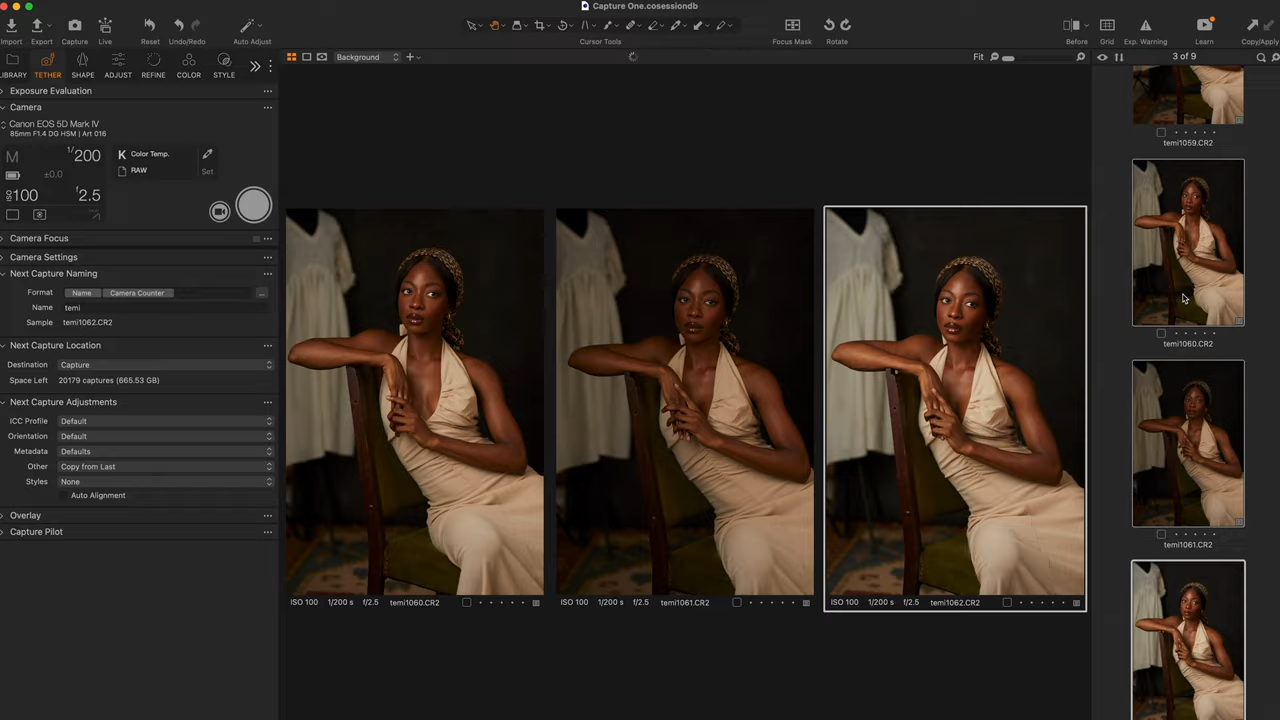 Capture One.cosessiondb
Import
Export
Capture
Live
Reset
Undo/Redo
Auto Adjust
Cursor Tools
Focus Mask
Rotate
Before
Grid
Exp. Warning
Learn
Copy/Apply
LIBRARY
TETHER
SHAPE
ADJUST
REFINE
COLOR
STYLE
Background
Fit
3 of 9
Exposure Evaluation
Camera
Canon EOS 5D Mark IV
85mm F1.4 DG HSM | Art 016
M
1/200
K Color Temp.
±0.0
RAW
Set
ISO 100
f2.5
Camera Focus
Camera Settings
Next Capture Naming
Format Name Camera Counter ...
Name temi
Sample temi1062.CR2
Next Capture Location
Destination Capture
Space Left 20179 captures (665.53 GB)
Next Capture Adjustments
ICC Profile Default
Orientation Default
Metadata Defaults
Other Copy from Last
Styles None
Auto Alignment
Overlay
Capture Pilot
ISO 100 1/200 s f/2.5 temi1060.CR2
ISO 100 1/200 s f/2.5 temi1061.CR2
ISO 100 1/200 s f/2.5 temi1062.CR2
temi1059.CR2
temi1060.CR2
temi1061.CR2